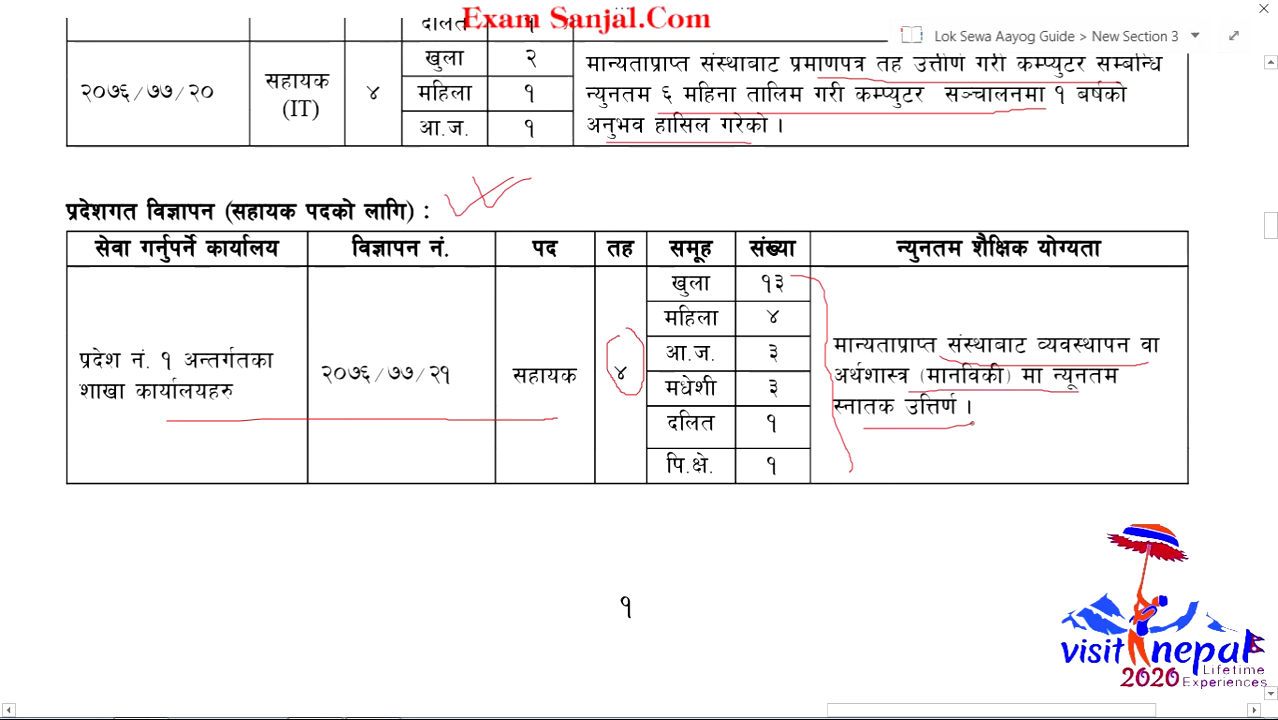 Exam Sanjal.Com
Lok Sewa Aayog Guide > New Section 3
दलित १
२०७६/७७/२० सहायक (IT) ४
खुला २
महिला १
आ.ज. १
मान्यताप्राप्त संस्थाबाट प्रमाणपत्र तह उत्तीर्ण गरी कम्प्युटर सम्बन्धि
न्युनतम ६ महिना तालिम गरी कम्प्युटर सञ्चालनमा १ बर्षको
अनुभव हासिल गरेको ।
प्रदेशगत विज्ञापन (सहायक पदको लागि) :
सेवा गर्नुपर्ने कार्यालय विज्ञापन नं. पद तह समूह संख्या न्युनतम शैक्षिक योग्यता
प्रदेश नं. १ अन्तर्गतका
शाखा कार्यालयहरु
२०७६/७७/२१ सहायक ४
खुला १३
महिला ४
आ.ज. ३
मधेशी ३
दलित १
पि.क्षे. १
मान्यताप्राप्त संस्थाबाट व्यवस्थापन वा
अर्थशास्त्र (मानविकी) मा न्यूनतम
स्नातक उत्तिर्ण ।
१
visit nepal
2020 Lifetime
Experiences